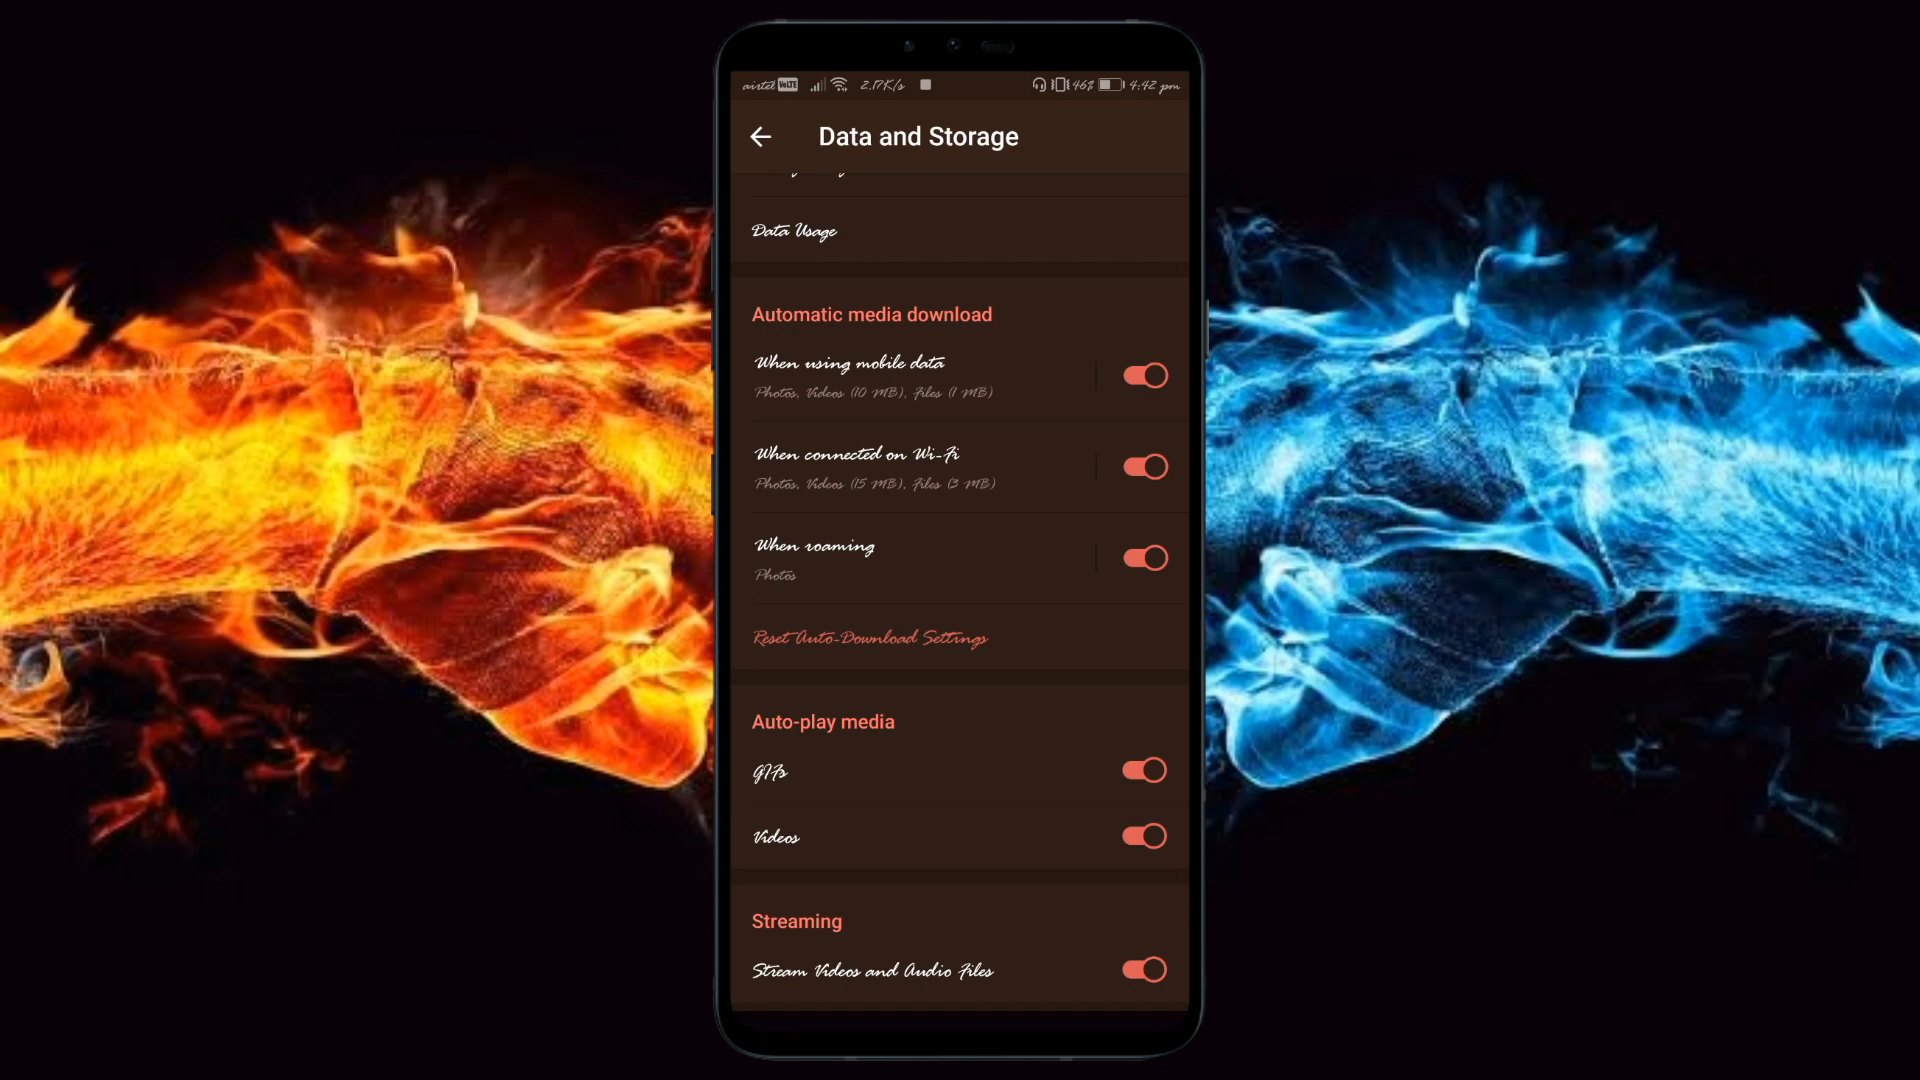 airtel VoLTE 2.17K/s 46% 4:42 pm
Data and Storage
Data Usage
Automatic media download
When using mobile data
Photos, Videos (10 MB), Files (1 MB)
When connected on Wi-Fi
Photos, Videos (15 MB), Files (3 MB)
When roaming
Photos
Reset Auto-Download Settings
Auto-play media
GIFs
Videos
Streaming
Stream Videos and Audio Files